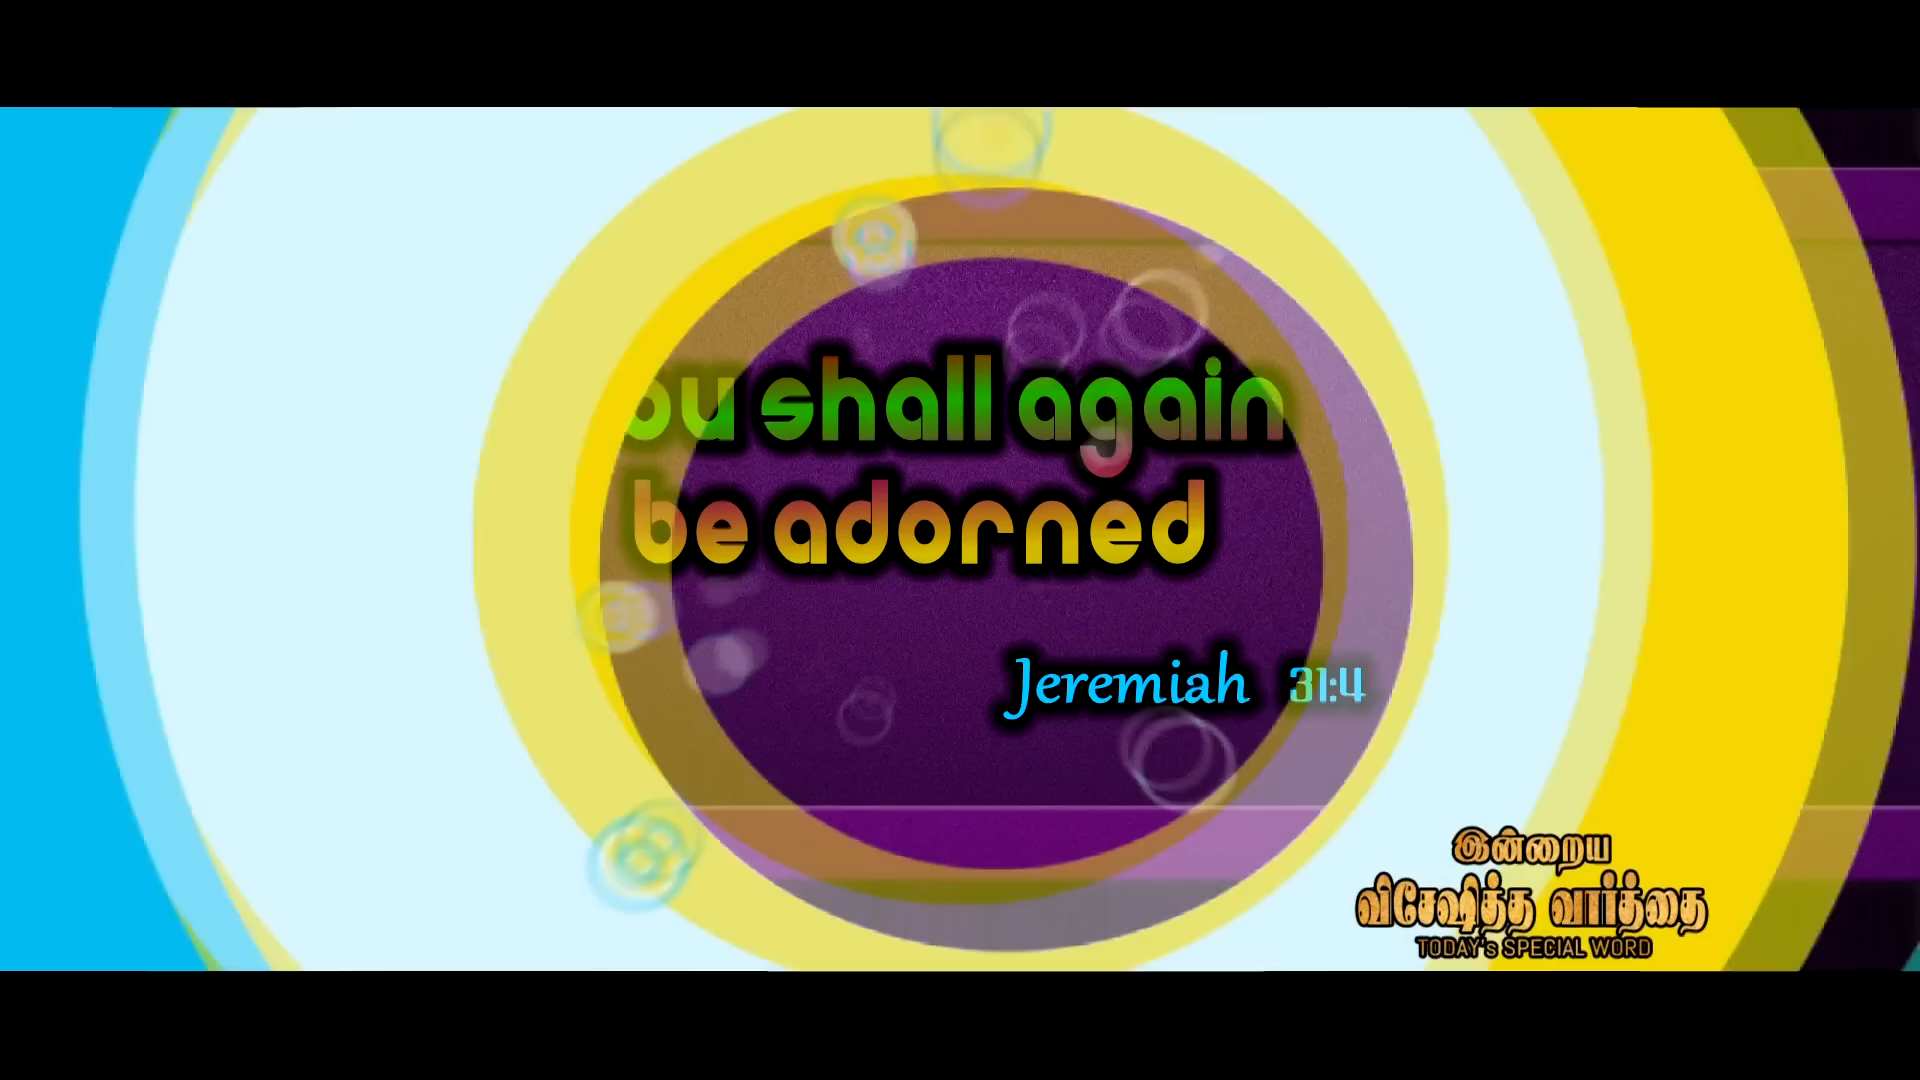 ou shall again
be adorned
Jeremiah 31:4
இன்றைய
விசேஷித்த வார்த்தை
TODAY's SPECIAL WORD